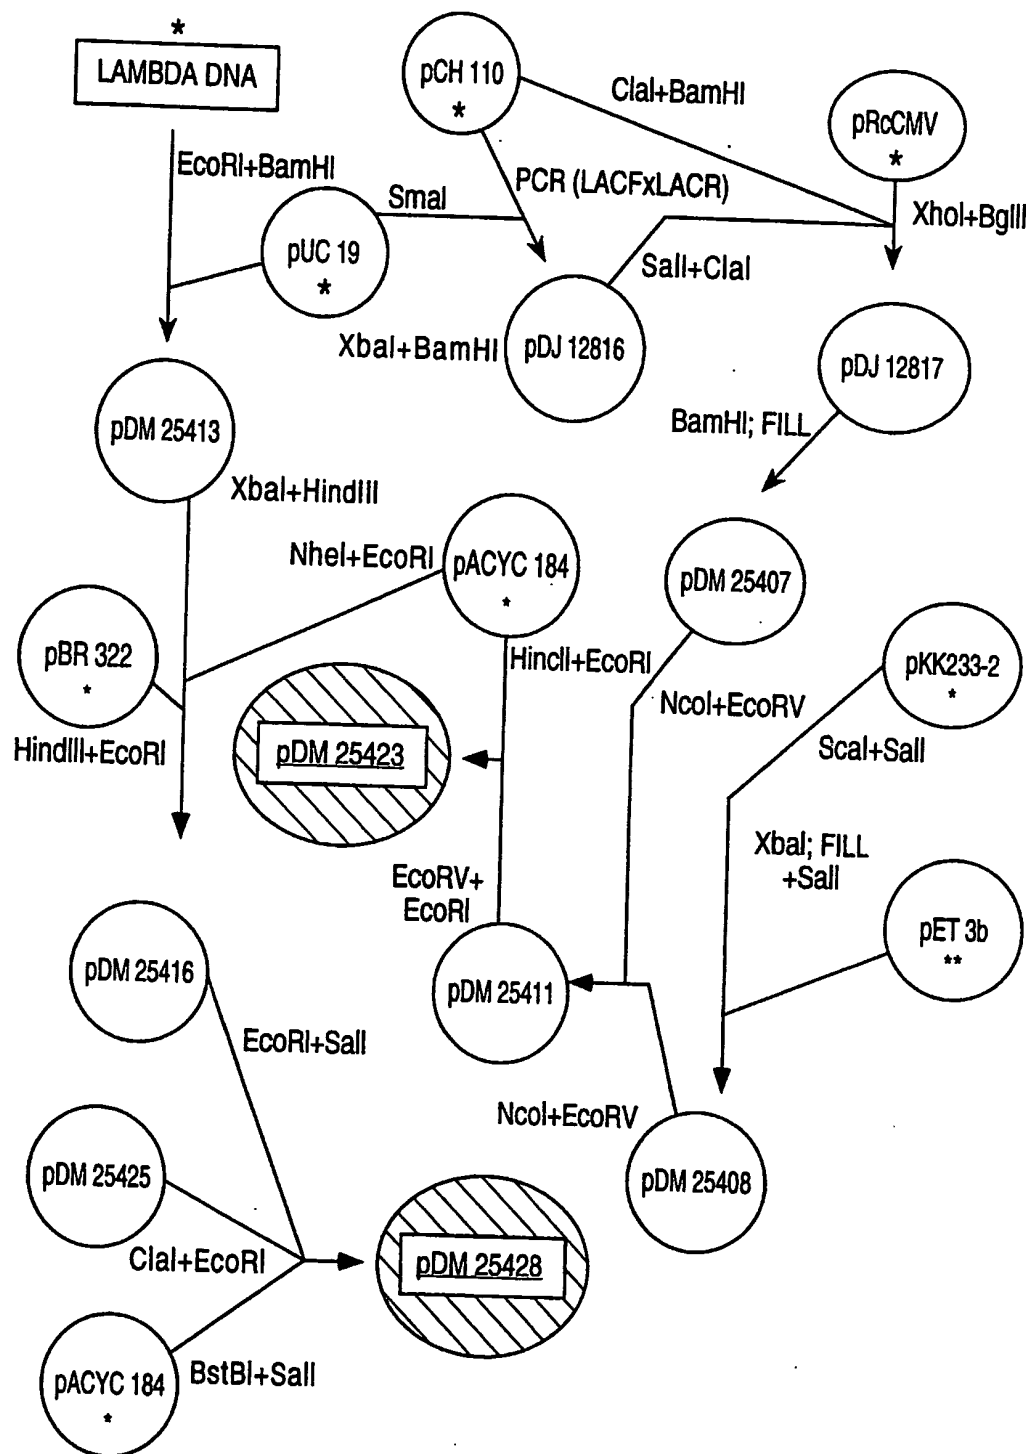 *
LAMBDA DNA
pCH 110
*
ClaI+BamHI
pRcCMV
*
EcoRI+BamHI
SmaI
PCR (LACFxLACR)
XhoI+BglII
pUC 19
*
SalI+ClaI
XbaI+BamHI
pDJ 12816
pDJ 12817
BamHI; FILL
pDM 25413
XbaI+HindIII
NheI+EcoRI
pACYC 184
*
pDM 25407
pBR 322
*
HincII+EcoRI
pKK233-2
*
NcoI+EcoRV
HindIII+EcoRI
pDM 25423
ScaI+SalI
XbaI; FILL
+SalI
EcoRV+
EcoRI
pET 3b
**
pDM 25416
pDM 25411
EcoRI+SalI
NcoI+EcoRV
pDM 25425
pDM 25408
ClaI+EcoRI
pDM 25428
pACYC 184
*
BstBI+SalI